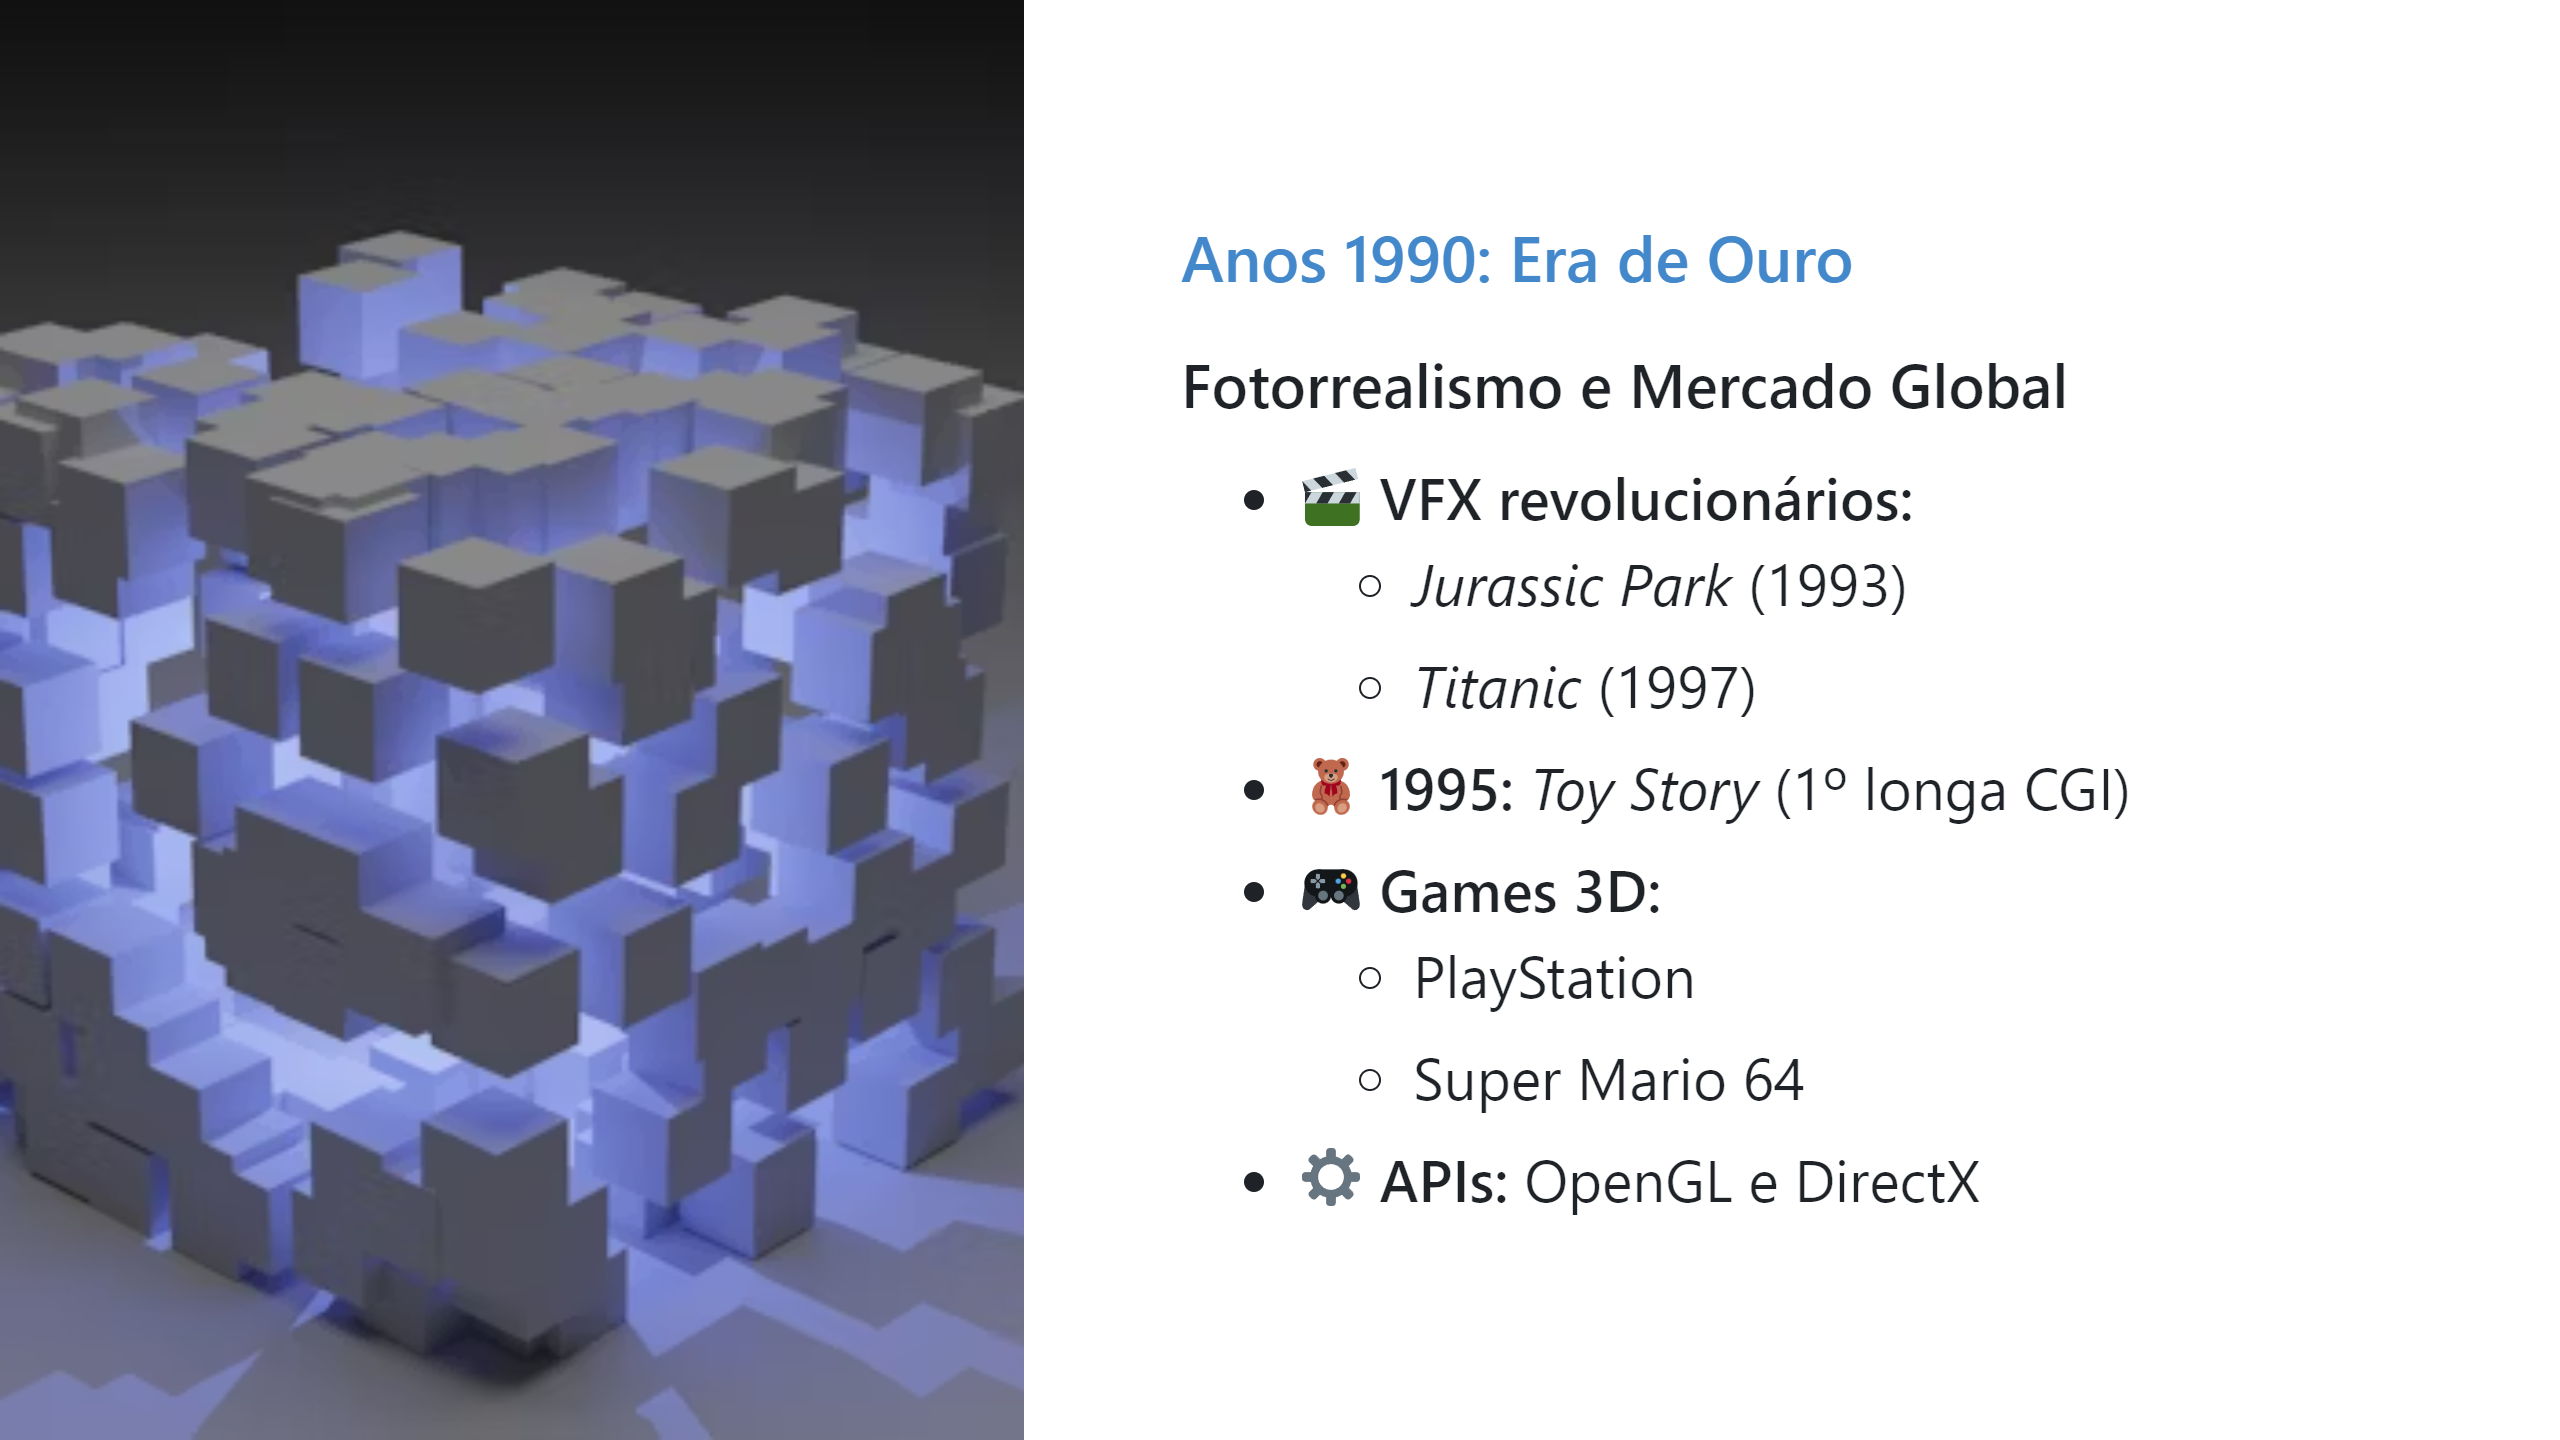 Anos 1990: Era de Ouro
Fotorrealismo e Mercado Global
VFX revolucionários:
Jurassic Park (1993)
Titanic (1997)
1995: Toy Story (1º longa CGI)
Games 3D:
PlayStation
Super Mario 64
APIs: OpenGL e DirectX